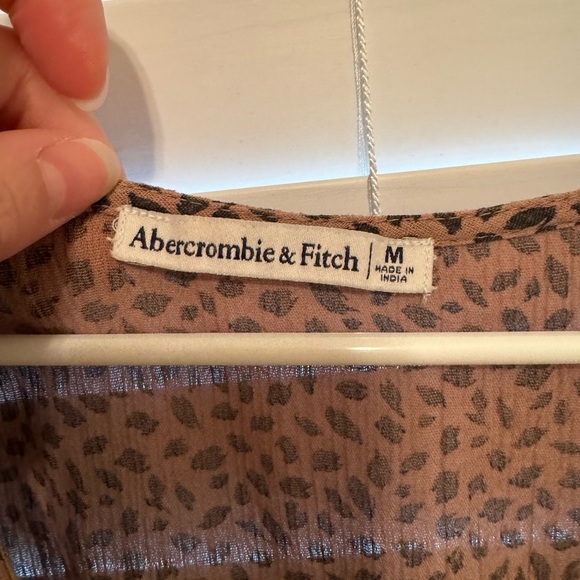 Abercrombie & Fitch
M
MADE IN
INDIA